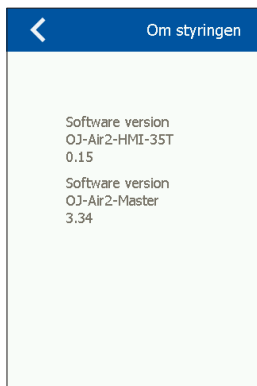 Om styringen
Software version
OJ-Air2-HMI-35T
0.15
Software version
OJ-Air2-Master
3.34